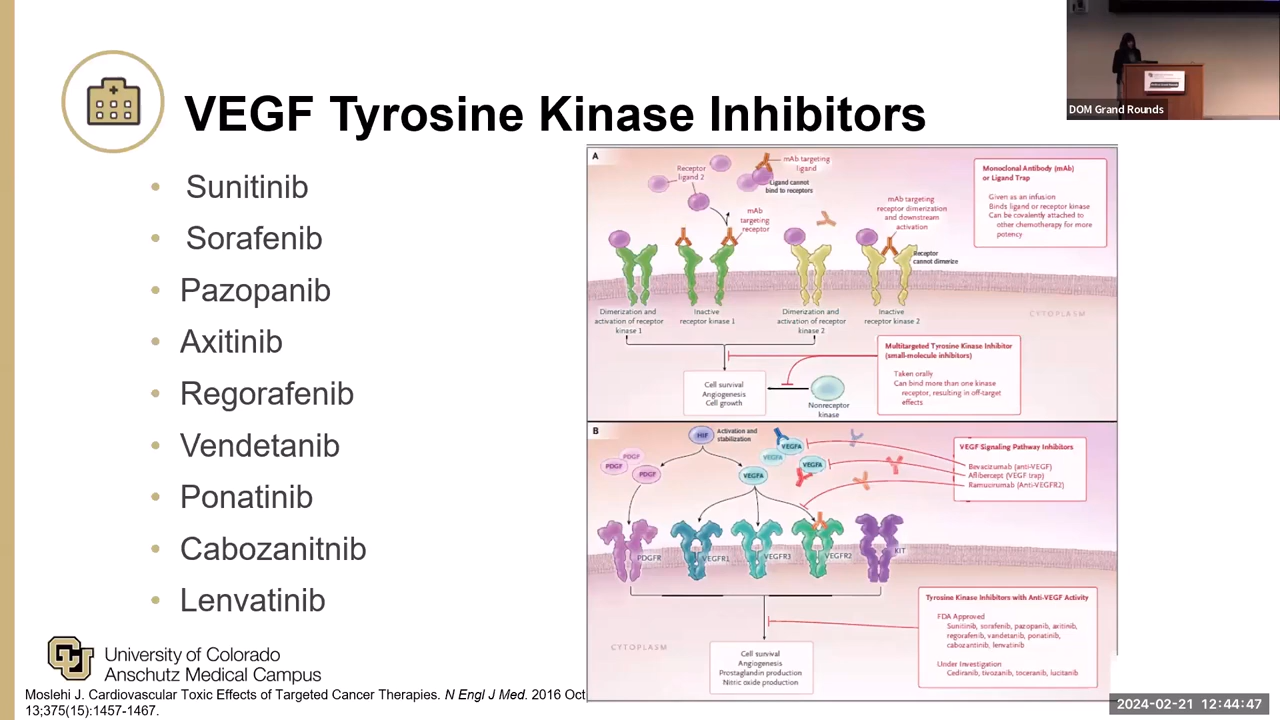 VEGF Tyrosine Kinase Inhibitors
DOM Grand Rounds
• Sunitinib
• Sorafenib
• Pazopanib
• Axitinib
• Regorafenib
• Vendetanib
• Ponatinib
• Cabozanitnib
• Lenvatinib
A
Receptor
ligand 2
mAb targeting
ligand
Ligand cannot
bind to receptors
mAb
targeting
receptor
mAb targeting
receptor dimerization
and downstream
activation
Receptor
cannot dimerize
Monoclonal Antibody (mAb)
or Ligand Trap
Given as an infusion
Binds ligand or receptor kinase
Can be covalently attached to
other chemotherapy for more
potency
Dimerization and
activation of receptor
kinase 1
Inactive
receptor kinase 1
Dimerization and
activation of receptor
kinase 2
Inactive
receptor kinase 2
CYTOPLASM
Multitargeted Tyrosine Kinase Inhibitor
(small-molecule inhibitors)
Taken orally
Can bind more than one kinase
receptor, resulting in off-target
effects
Cell survival
Angiogenesis
Cell growth
Nonreceptor
kinase
B
HIF
Activation and
stabilization
PDGF
PDGF
PDGF
VEGFA
VEGFA
VEGFA
VEGFA
VEGF Signaling Pathway Inhibitors
Bevacizumab (anti-VEGF)
Aflibercept (VEGF trap)
Ramucirumab (Anti-VEGFR2)
PDGFR
VEGFR1
VEGFR3
VEGFR2
KIT
Tyrosine Kinase Inhibitors with Anti-VEGF Activity
FDA Approved
Sunitinib, sorafenib, pazopanib, axitinib,
regorafenib, vandetanib, ponatinib,
cabozantinib, lenvatinib
Under Investigation
Cediranib, tivozanib, toceranib, lucitanib
CYTOPLASM
Cell survival
Angiogenesis
Prostaglandin production
Nitric oxide production
CU
University of Colorado
Anschutz Medical Campus
Moslehi J. Cardiovascular Toxic Effects of Targeted Cancer Therapies. N Engl J Med. 2016 Oct
13;375(15):1457-1467.
2024-02-21 12:44:47